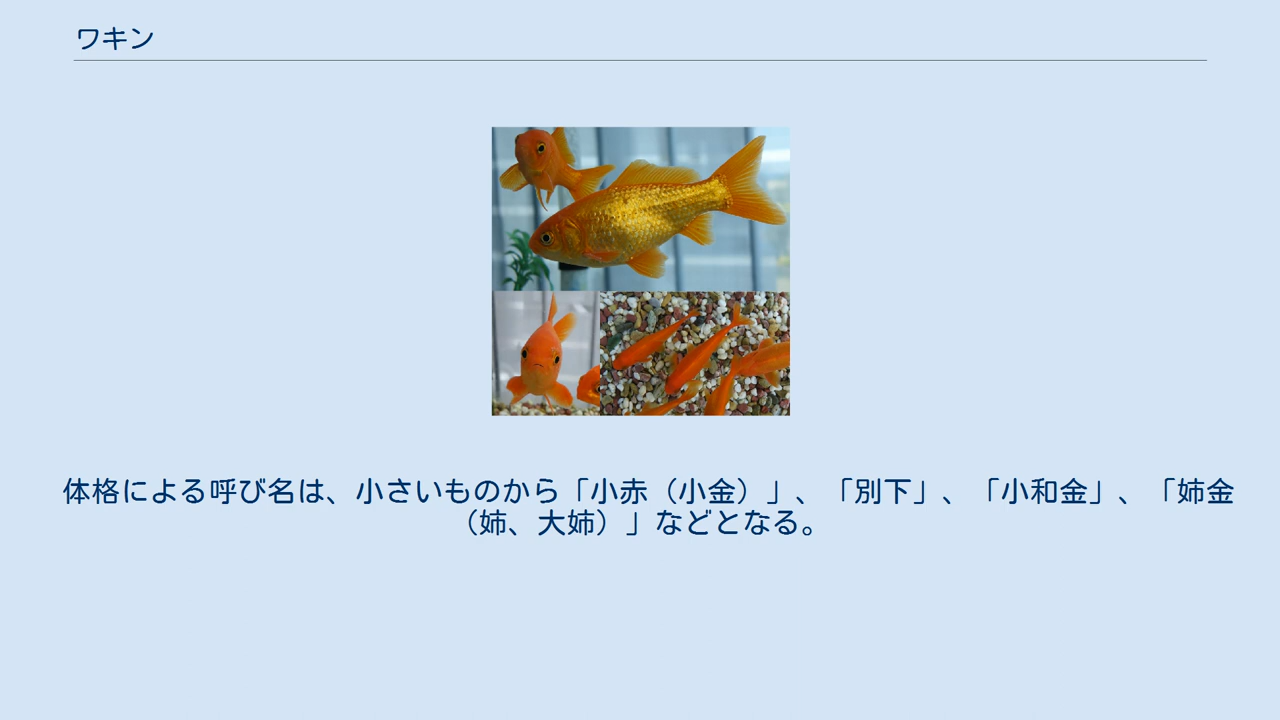 ワキン
体格による呼び名は、小さいものから「小赤（小金）」、「別下」、「小和金」、「姉金
（姉、大姉）」などとなる。